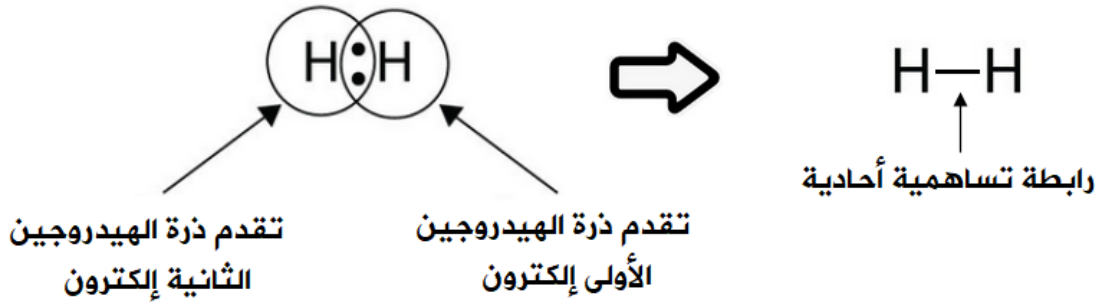 H : H
H—H
رابطة تساهمية أحادية
تقدم ذرة الهيدروجين
الأولى إلكترون
تقدم ذرة الهيدروجين
الثانية إلكترون